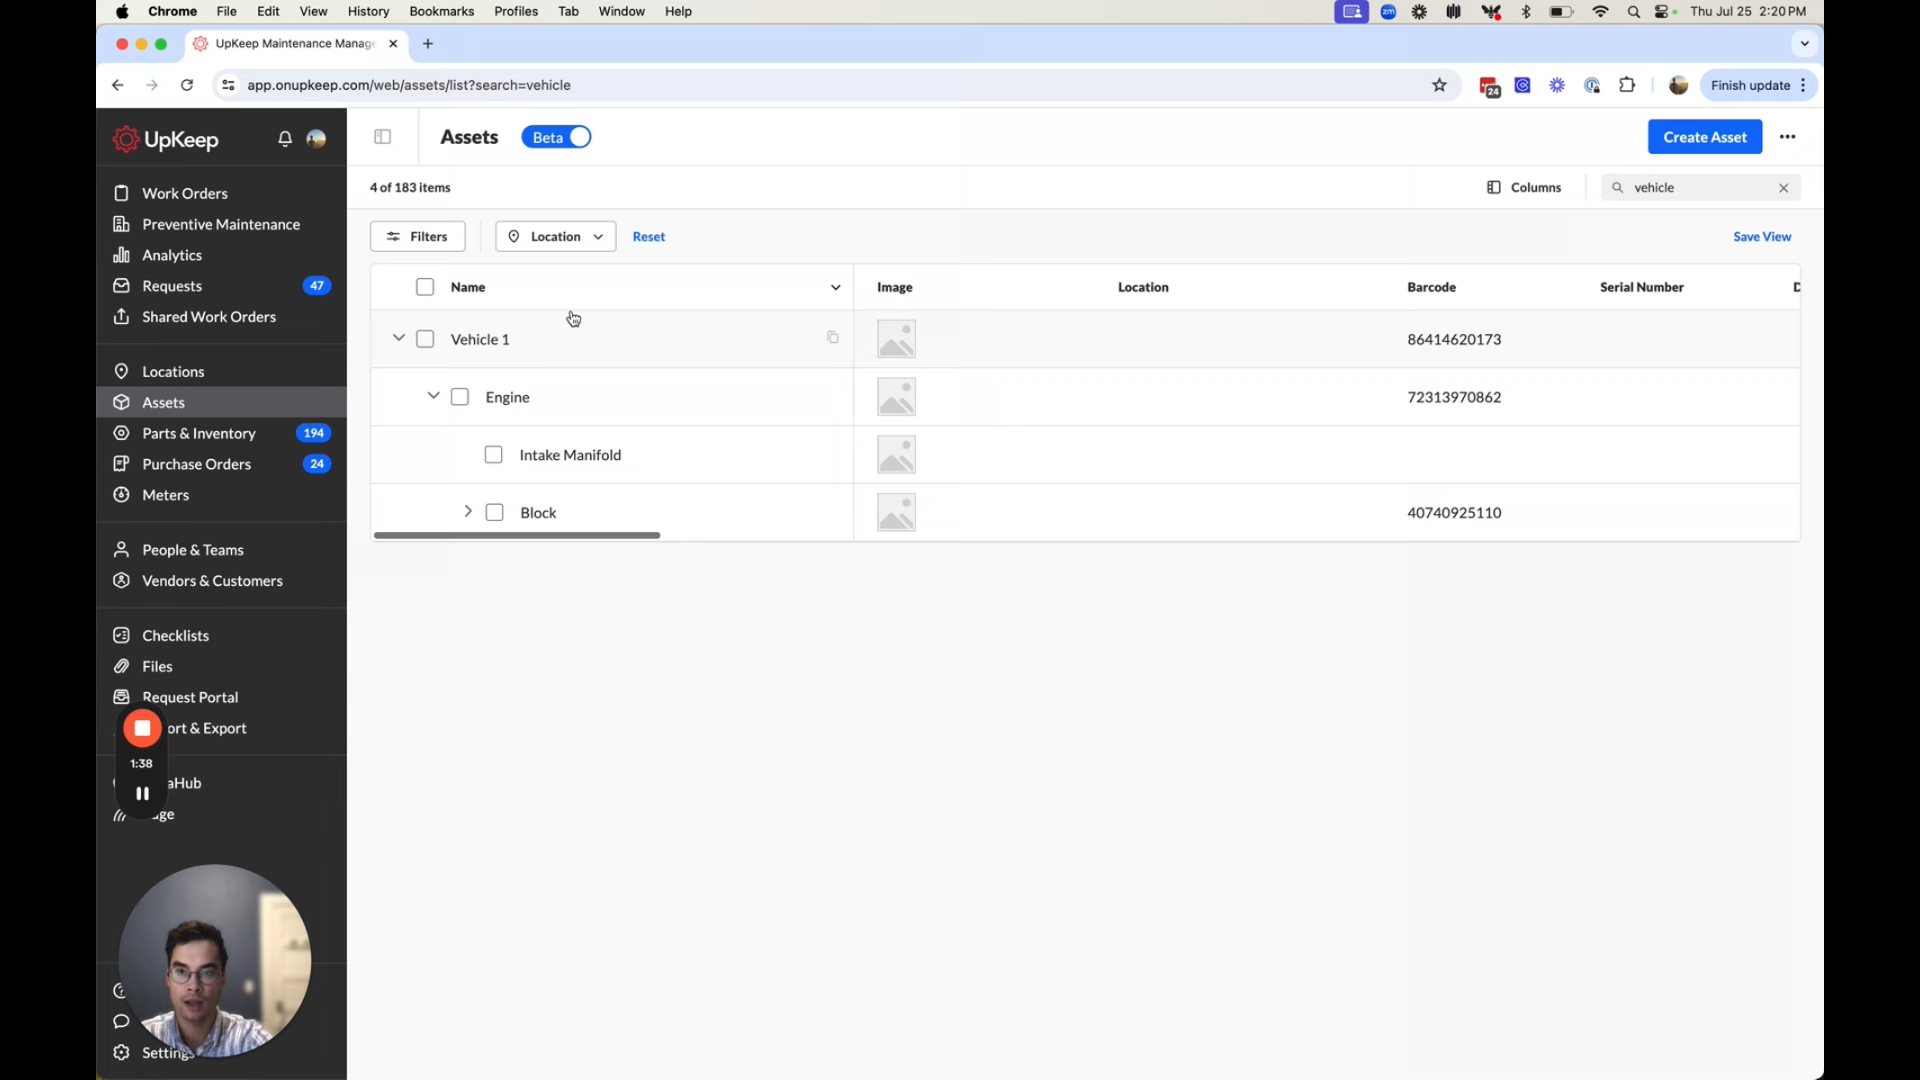 Chrome File Edit View History Bookmarks Profiles Tab Window Help
zm
Thu Jul 25 2:20 PM
UpKeep Maintenance Manage
app.onupkeep.com/web/assets/list?search=vehicle
24
Finish update
UpKeep
Assets
Beta
Create Asset
4 of 183 items
Columns
vehicle
Filters
Location
Reset
Save View
Work Orders
Preventive Maintenance
Analytics
Requests 47
Shared Work Orders
Locations
Assets
Parts & Inventory 194
Purchase Orders 24
Meters
People & Teams
Vendors & Customers
Checklists
Files
Request Portal
ort & Export
1:38
aHub
ge
Settings
Name Image Location Barcode Serial Number D
Vehicle 1 86414620173
Engine 72313970862
Intake Manifold
Block 40740925110